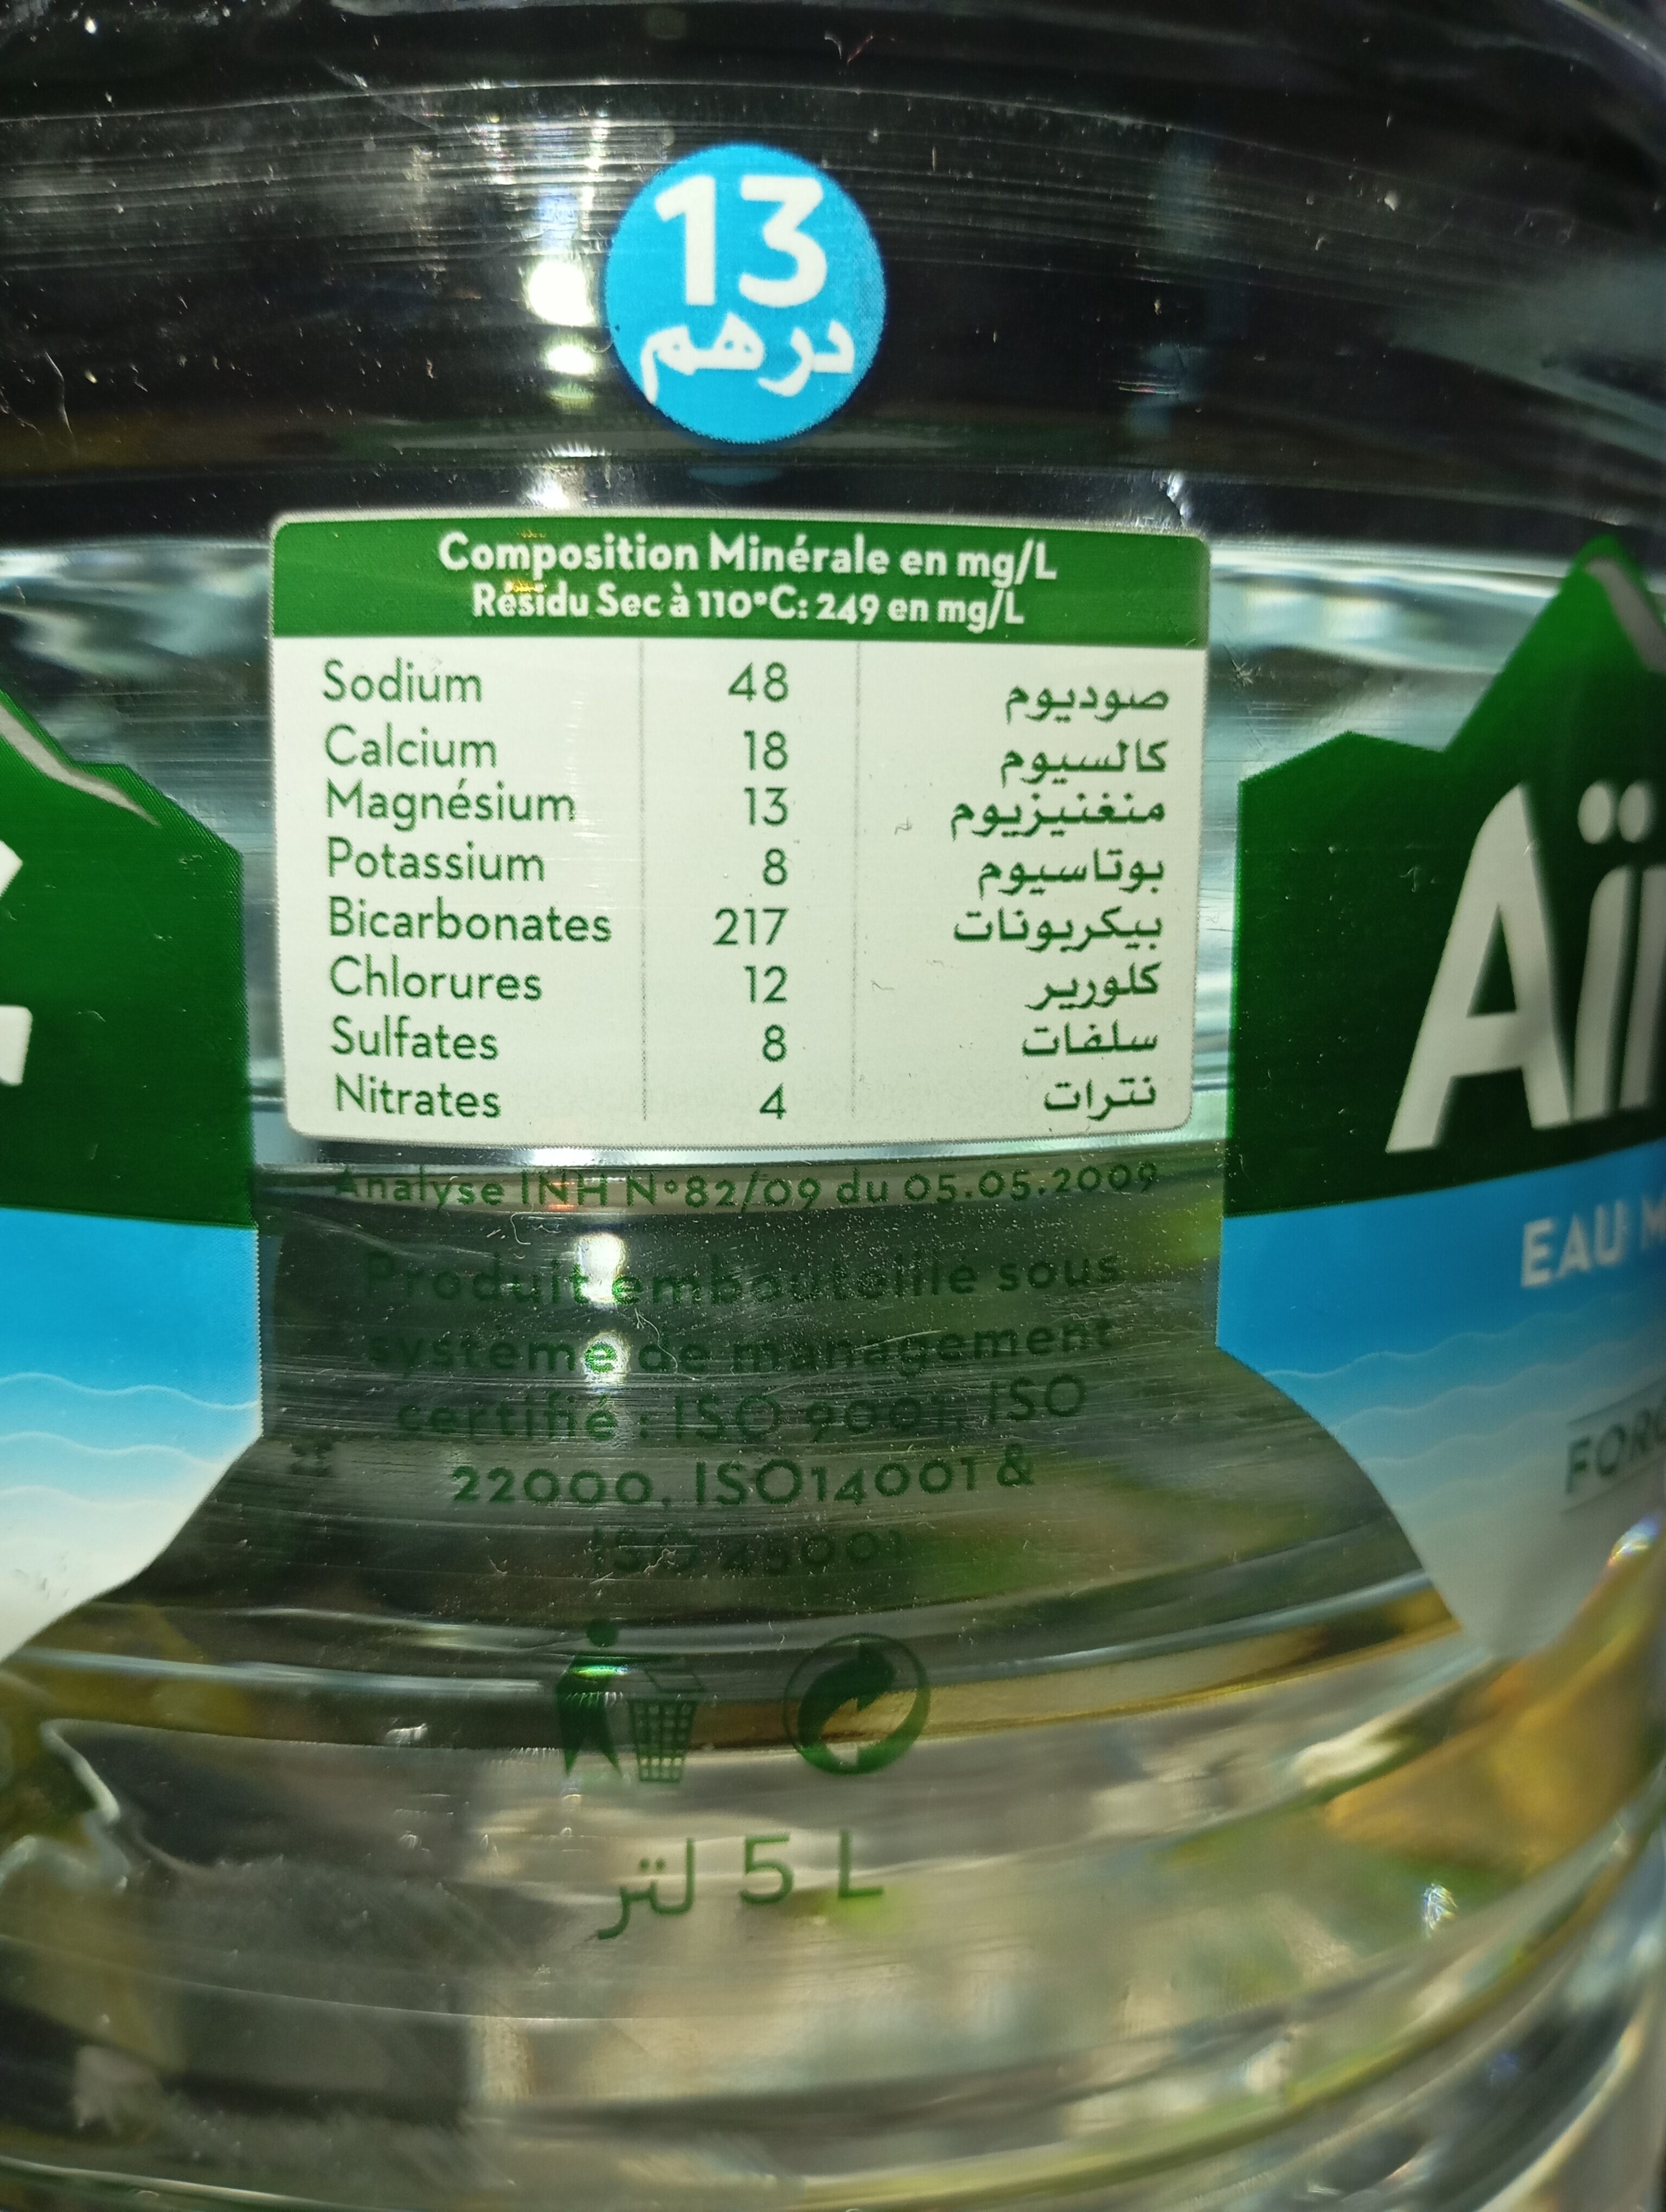 13
درهم
Composition Minérale en mg/L
Résidu Sec à 110°C: 249 en mg/L
Sodium 48 صوديوم
Calcium 18 كالسيوم
Magnésium 13 منغنيزيوم
Potassium 8 بوتاسيوم
Bicarbonates 217 بيكربونات
Chlorures 12 كلورير
Sulfates 8 سلفات
Nitrates 4 نترات
Analyse INH N°82/09 du 05.05.2009
Produit embouteille sous
système de management
certifié : ISO 9001, ISO
22000, ISO14001 &
ISO 45001
لتر 5 L
EAU